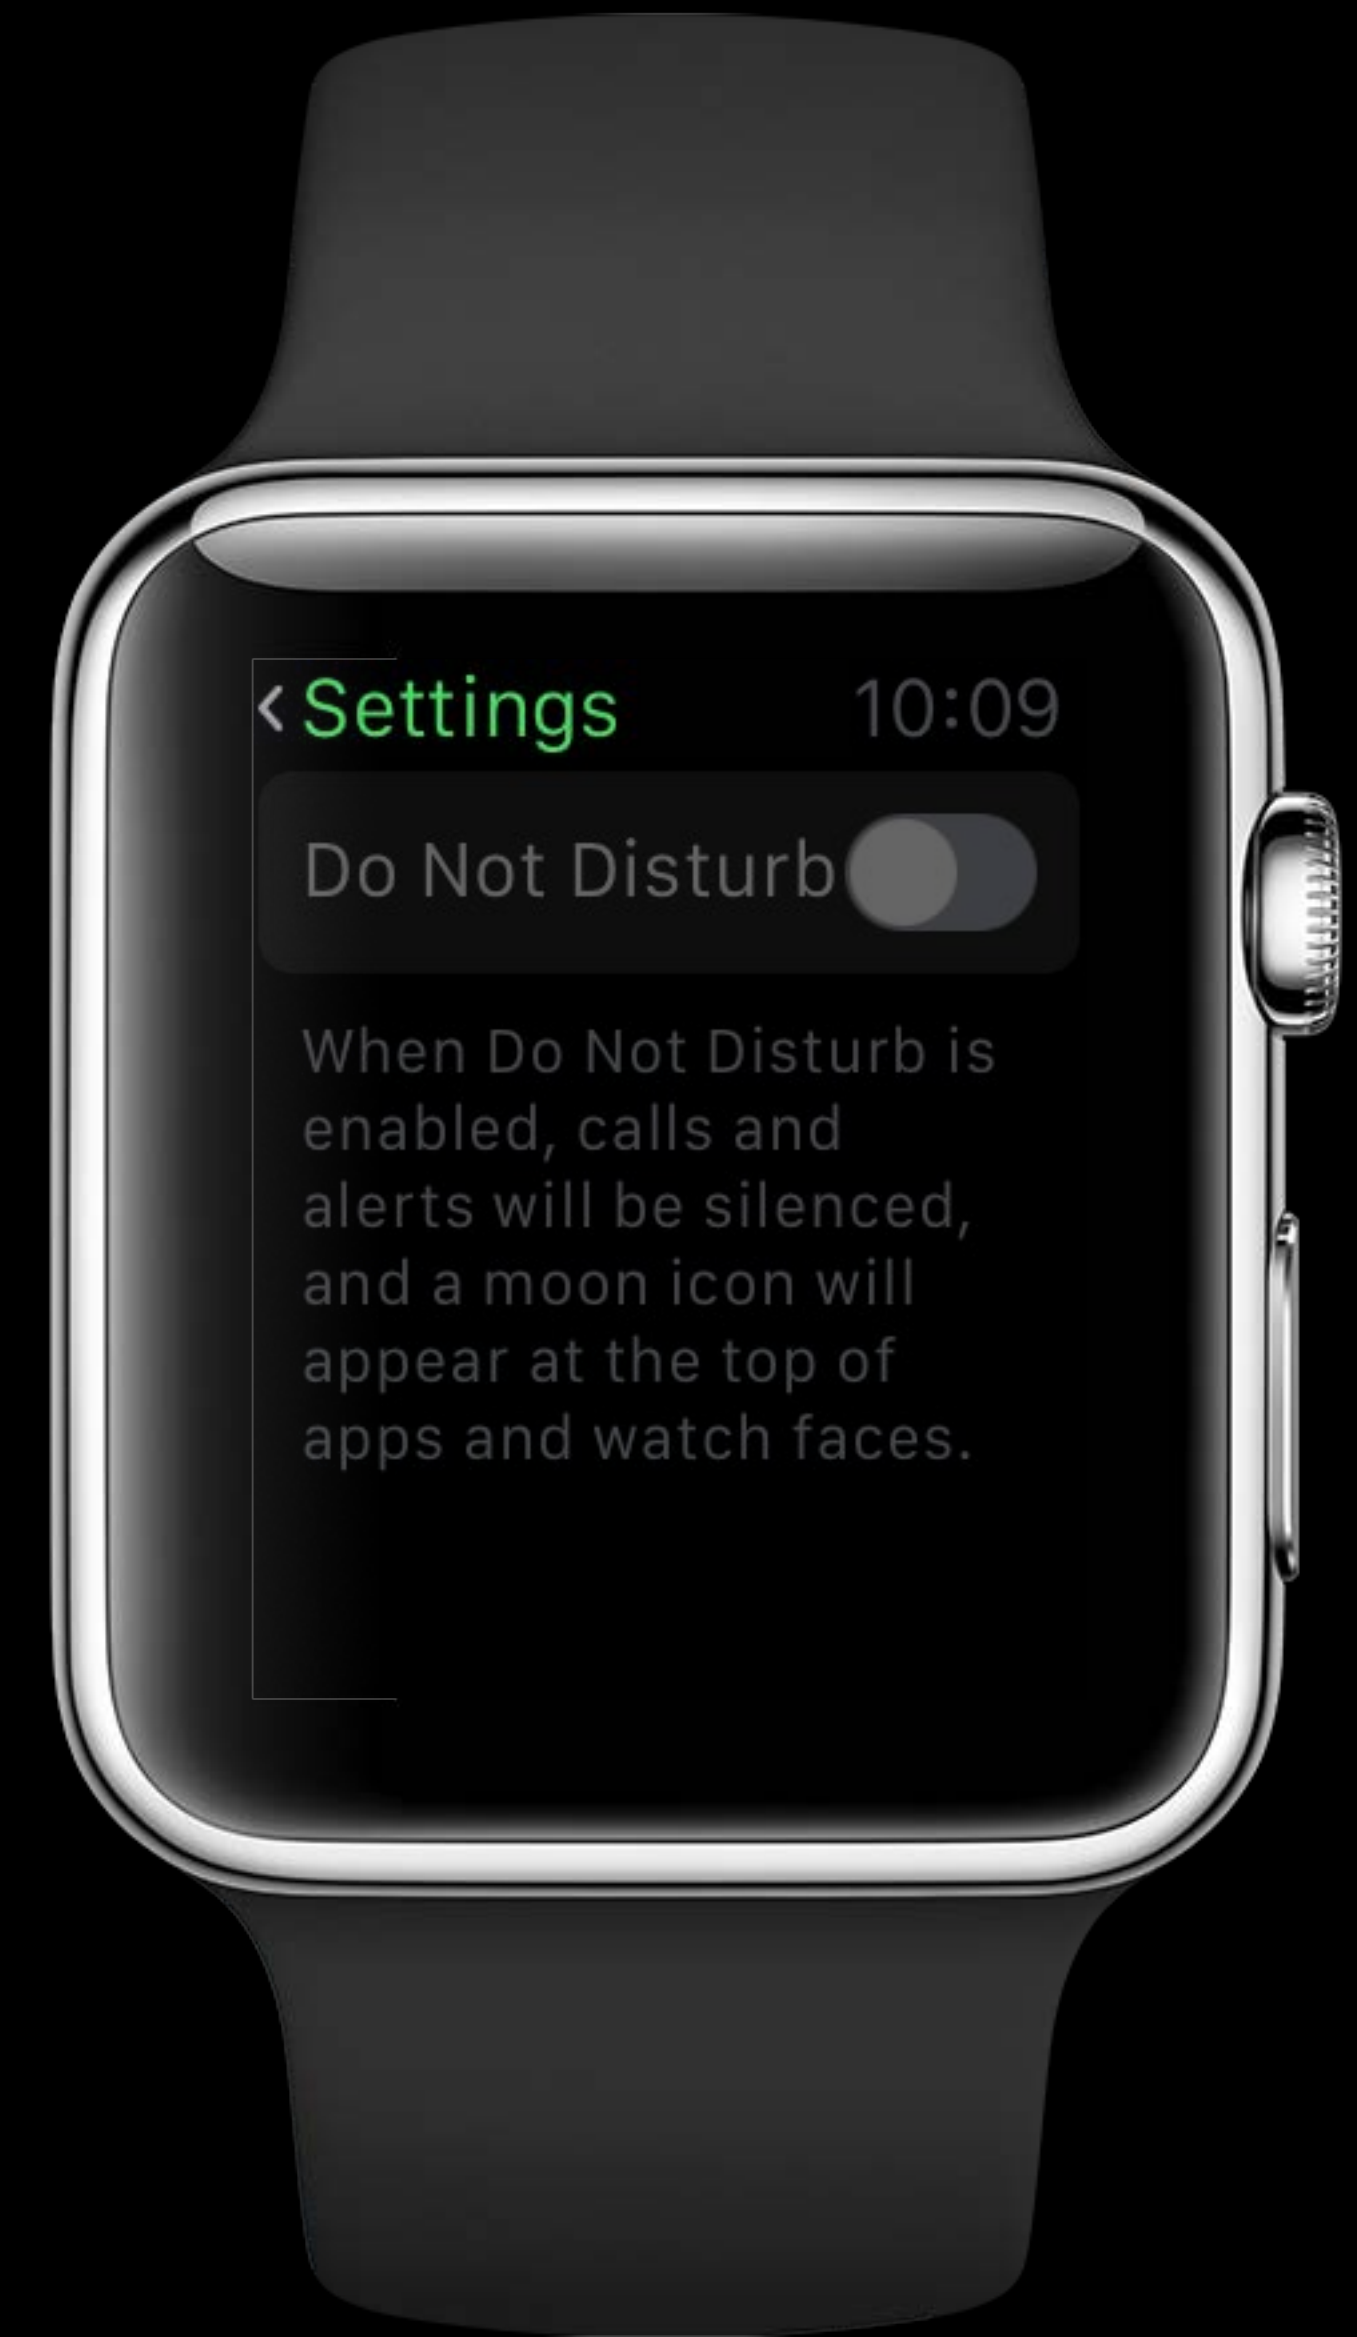 Settings 10:09
Do Not Disturb
When Do Not Disturb is
enabled, calls and
alerts will be silenced,
and a moon icon will
appear at the top of
apps and watch faces.